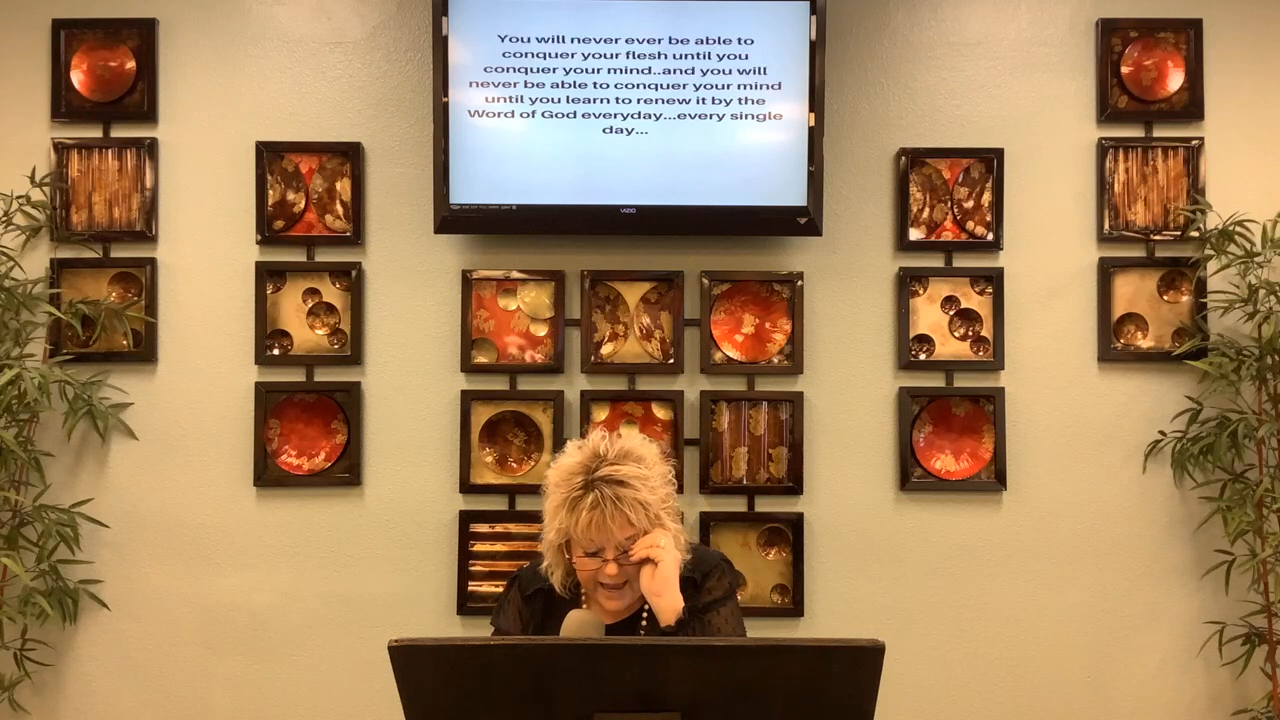 You will never ever be able to
conquer your flesh until you
conquer your mind..and you will
never be able to conquer your mind
until you learn to renew it by the
Word of God everyday...every single
day...
VIZIO